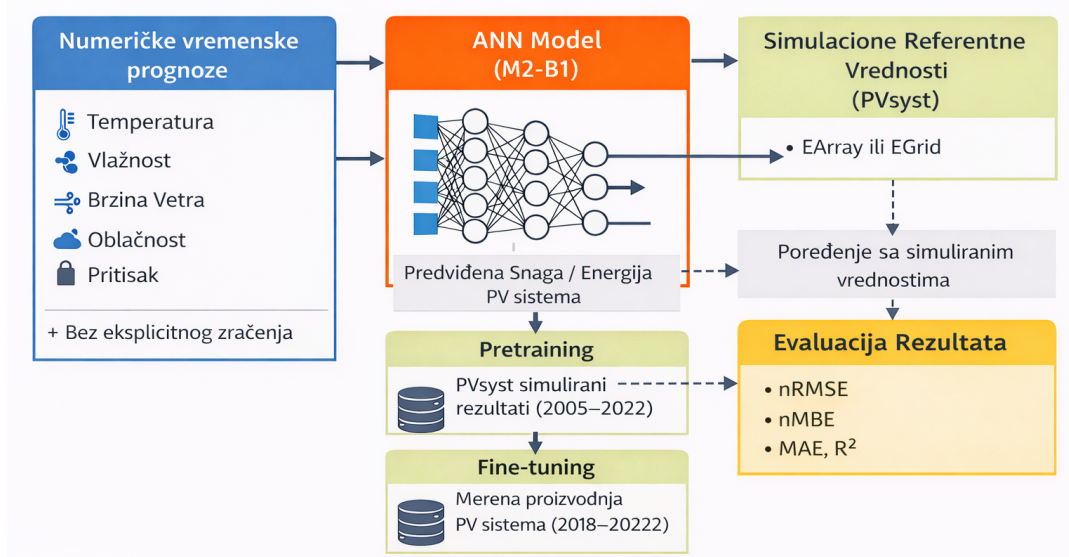 Numeričke vremenske
prognoze
Temperatura
Vlažnost
Brzina Vetra
Oblačnost
Pritisak
+ Bez eksplicitnog zračenja
ANN Model
(M2-B1)
Predviđena Snaga / Energija
PV sistema
Pretraining
PVsyst simulirani
rezultati (2005–2022)
Fine-tuning
Merena proizvodnja
PV sistema (2018–20222)
Simulacione Referentne
Vrednosti
(PVsyst)
• EArray ili EGrid
Poređenje sa simuliranim
vrednostima
Evaluacija Rezultata
• nRMSE
• nMBE
• MAE, R²